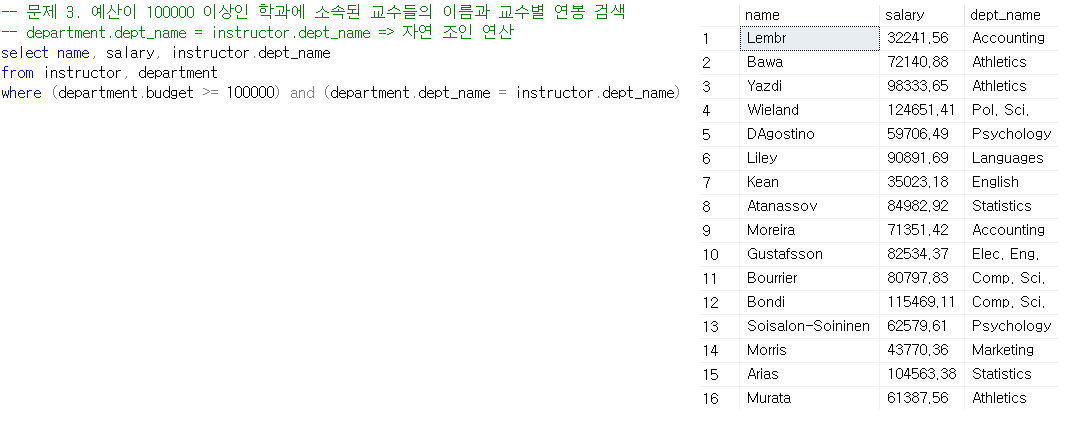 -- 문제 3. 예산이 100000 이상인 학과에 소속된 교수들의 이름과 교수별 연봉 검색
-- department.dept_name = instructor.dept_name => 자연 조인 연산
select name, salary, instructor.dept_name
from instructor, department
where (department.budget >= 100000) and (department.dept_name = instructor.dept_name)
name salary dept_name
1 Lembr 32241,56 Accounting
2 Bawa 72140,88 Athletics
3 Yazdi 98333,65 Athletics
4 Wieland 124651,41 Pol, Sci,
5 DAgostino 59706,49 Psychology
6 Liley 90891,69 Languages
7 Kean 35023,18 English
8 Atanassov 84982,92 Statistics
9 Moreira 71351,42 Accounting
10 Gustafsson 82534,37 Elec, Eng,
11 Bourrier 80797,83 Comp, Sci,
12 Bondi 115469,11 Comp, Sci,
13 Soisalon-Soininen 62579,61 Psychology
14 Morris 43770,36 Marketing
15 Arias 104563,38 Statistics
16 Murata 61387,56 Athletics